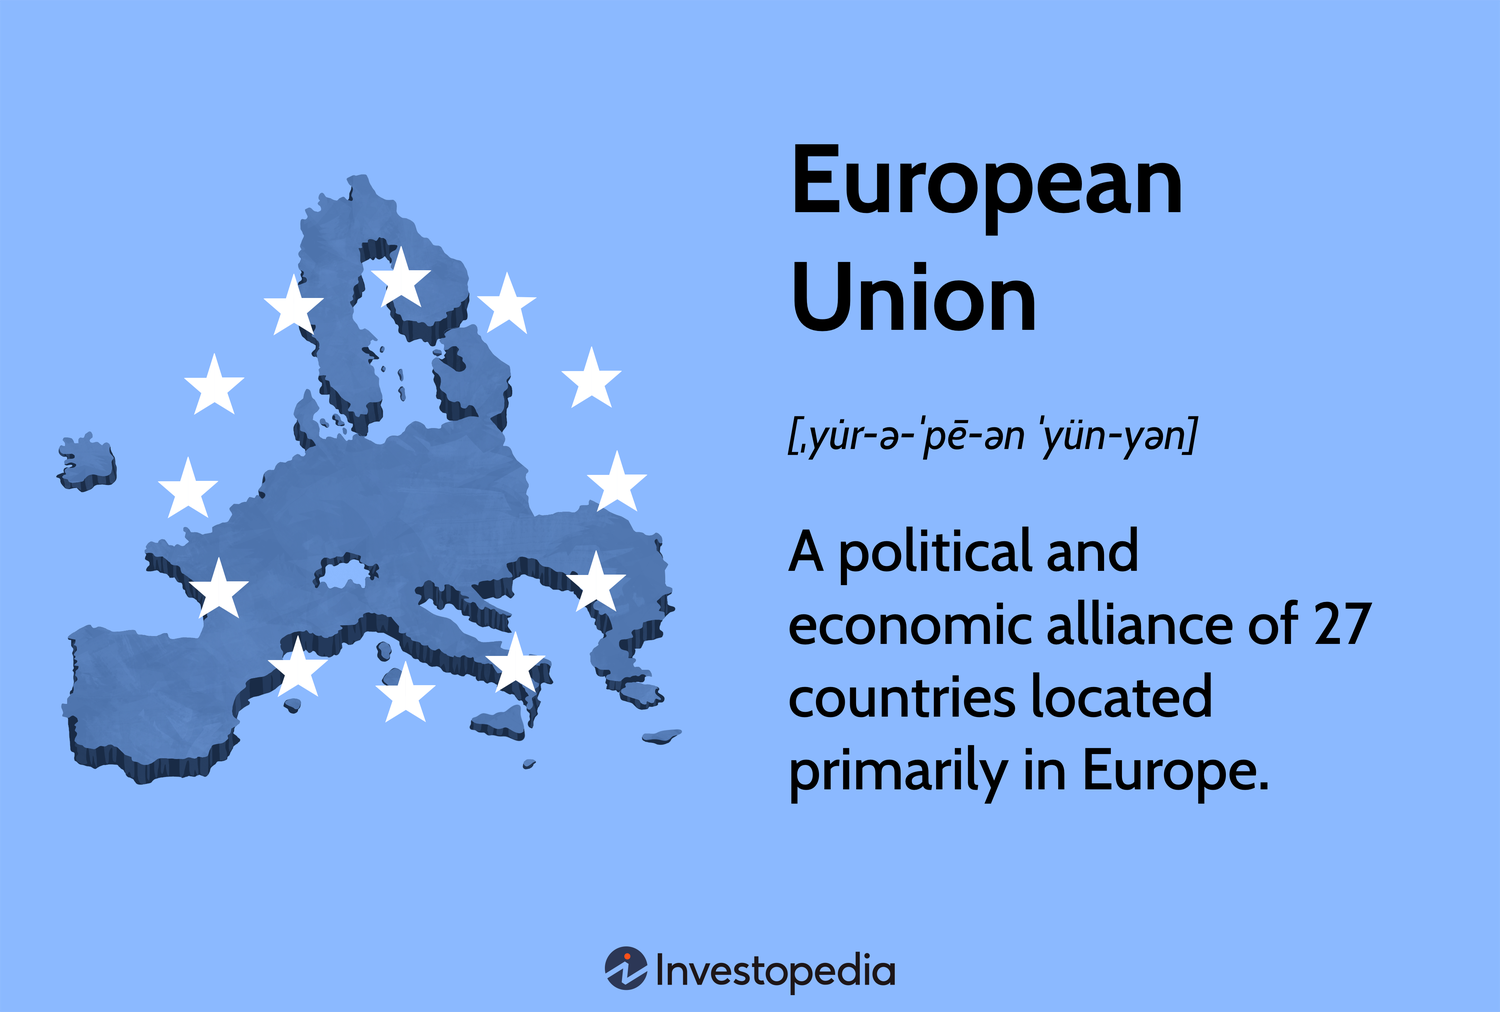 European
Union
[ˌyu̇r-ə-ˈpē-ən ˈyün-yən]
A political and
economic alliance of 27
countries located
primarily in Europe.
Investopedia